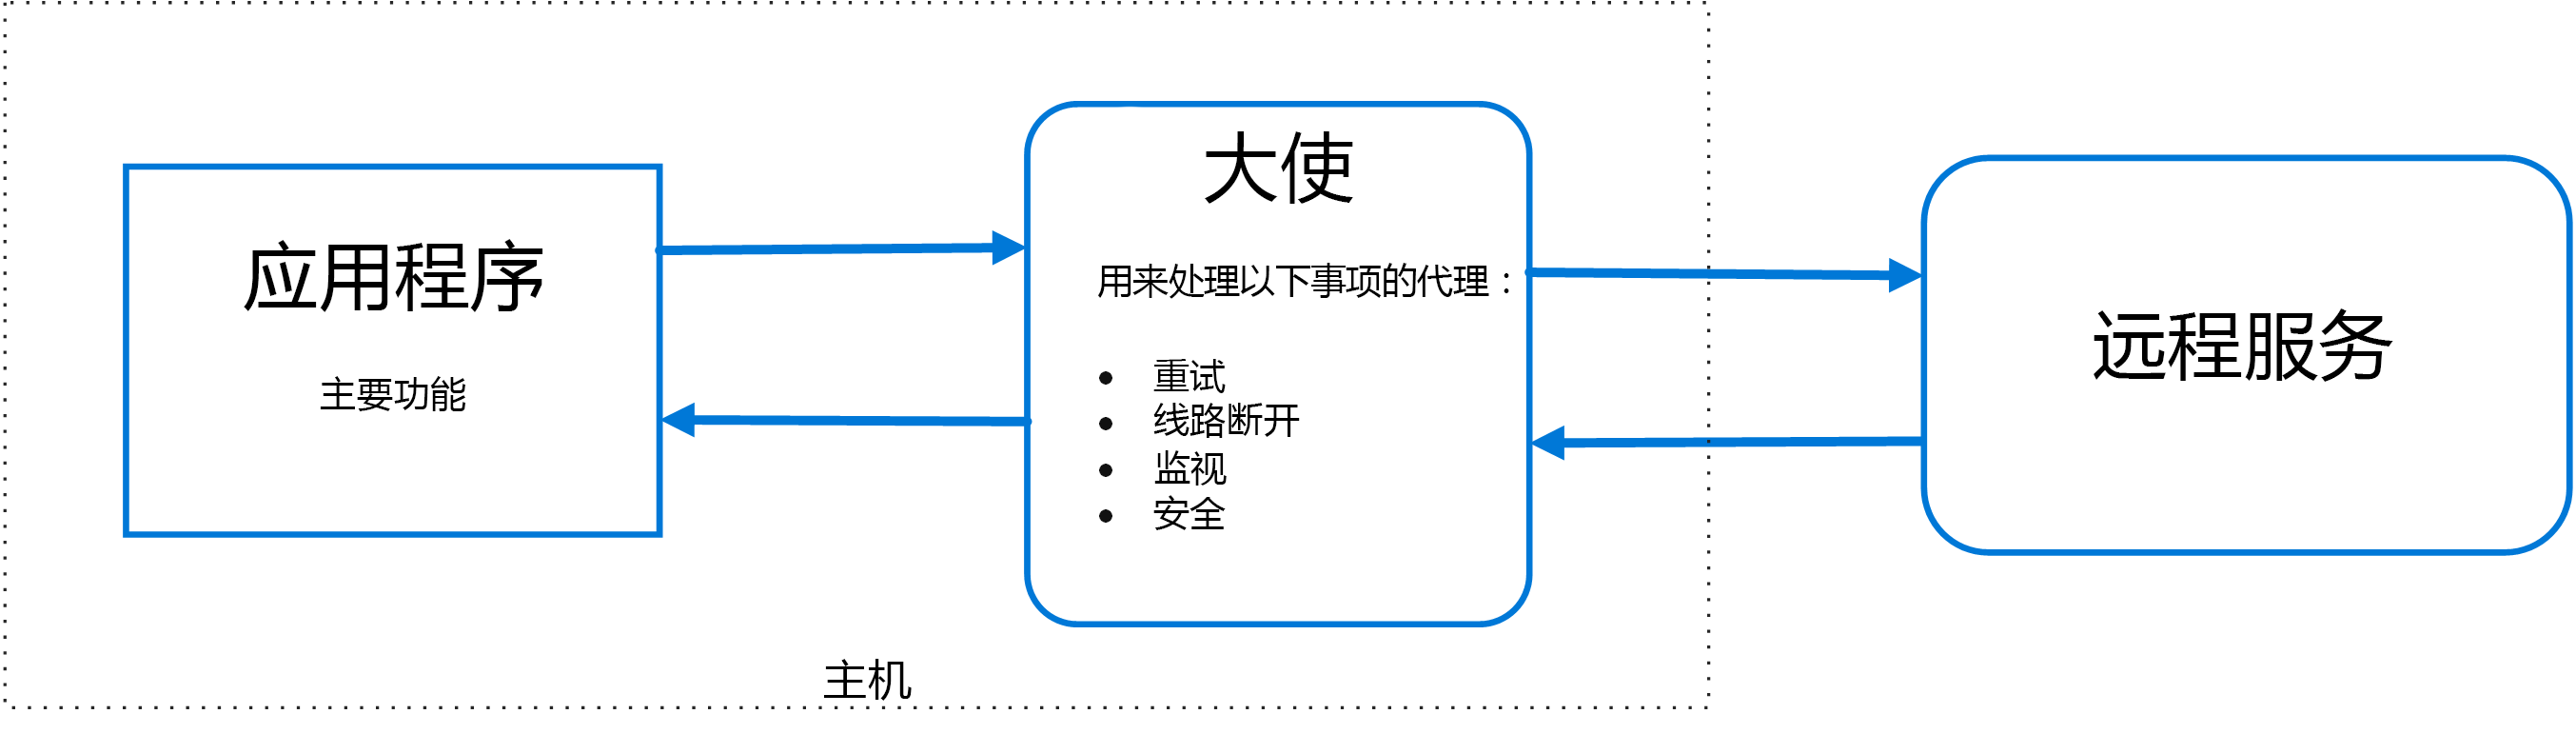 应用程序
主要功能
大使
用来处理以下事项的代理：
• 重试
• 线路断开
• 监视
• 安全
远程服务
主机